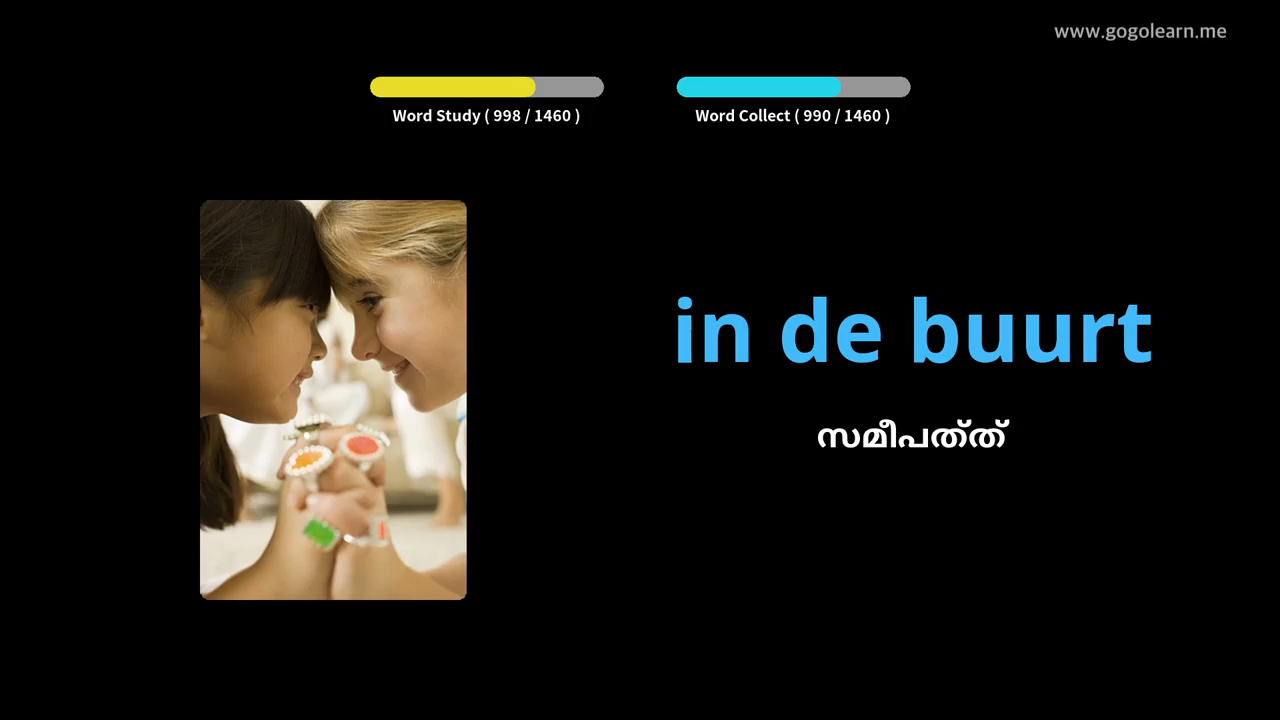 www.gogolearn.me
Word Study ( 998 / 1460 )
Word Collect ( 990 / 1460 )
in de buurt
സമീപത്ത്